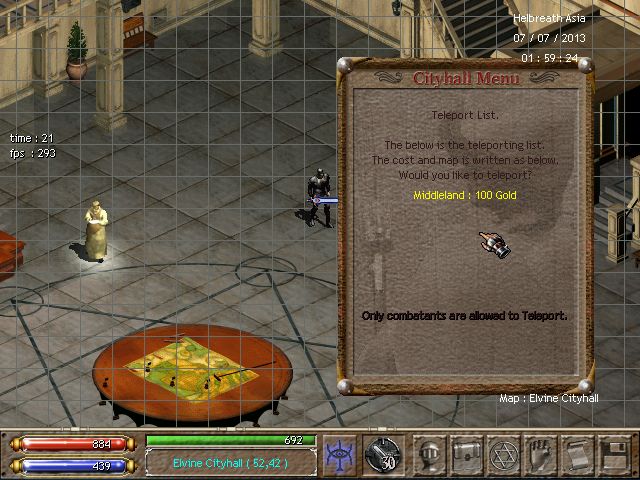 Helbreath Asia
07 / 07 / 2013
01 : 59 : 24
time : 21
fps : 293
Cityhall Menu
Teleport List.
The below is the teleporting list.
The cost and map is written as below.
Would you like to teleport?
Middleland : 100 Gold
Only combatants are allowed to Teleport.
Map : Elvine Cityhall
884
439
692
Elvine Cityhall ( 52,42 )
30